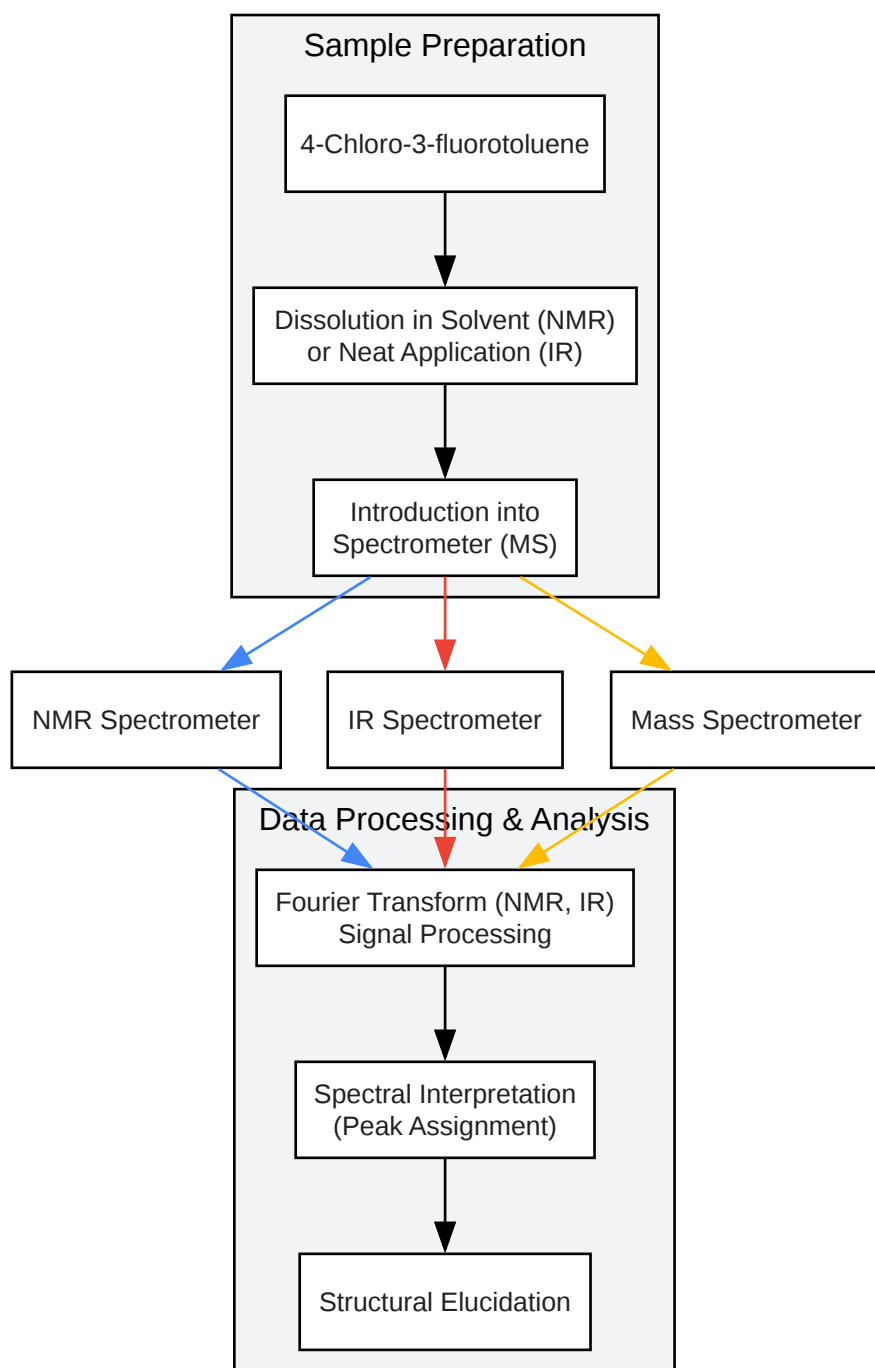 Sample Preparation
4-Chloro-3-fluorotoluene
Dissolution in Solvent (NMR)
or Neat Application (IR)
Introduction into
Spectrometer (MS)
NMR Spectrometer
IR Spectrometer
Mass Spectrometer
Data Processing & Analysis
Fourier Transform (NMR, IR)
Signal Processing
Spectral Interpretation
(Peak Assignment)
Structural Elucidation